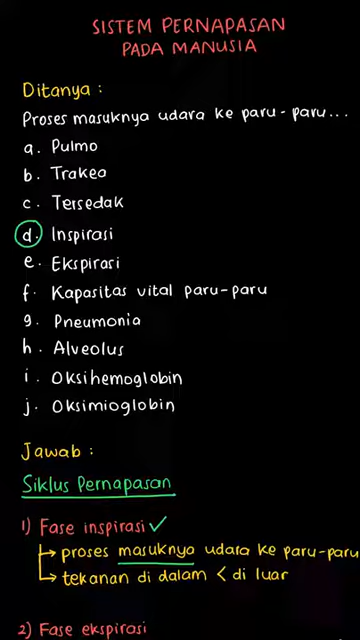 SISTEM PERNAPASAN
PADA MANUSIA
Ditanya :
Proses masuknya udara ke paru-paru...
a. Pulmo
b. Trakea
c. Tersedak
d. Inspirasi
e. Ekspirasi
f. Kapasitas vital paru-paru
g. Pneumonia
h. Alveolus
i. Oksihemoglobin
j. Oksimioglobin
Jawab :
Siklus Pernapasan
1) Fase inspirasi ✓
→ proses masuknya udara ke paru-paru
→ tekanan di dalam < di luar
2) Fase ekspirasi